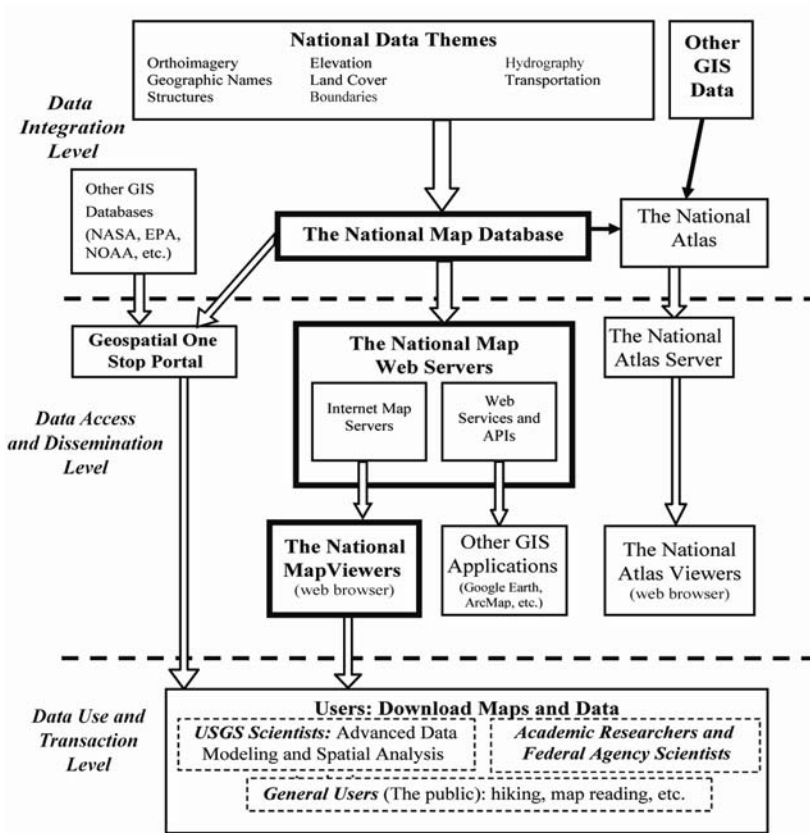 National Data Themes
Orthoimagery Elevation Hydrography
Geographic Names Land Cover Transportation
Structures Boundaries
Other
GIS
Data
Data
Integration
Level
Other GIS
Databases
(NASA, EPA,
NOAA, etc.)
The National Map Database
The National
Atlas
Geospatial One
Stop Portal
The National Map
Web Servers
Internet Map
Servers
Web
Services and
APIs
The National
Atlas Server
Data Access
and Dissemination
Level
The National
MapViewers
(web browser)
Other GIS
Applications
(Google Earth,
ArcMap, etc.)
The National
Atlas Viewers
(web browser)
Data Use and
Transaction
Level
Users: Download Maps and Data
USGS Scientists: Advanced Data
Modeling and Spatial Analysis
Academic Researchers and
Federal Agency Scientists
General Users (The public): hiking, map reading, etc.